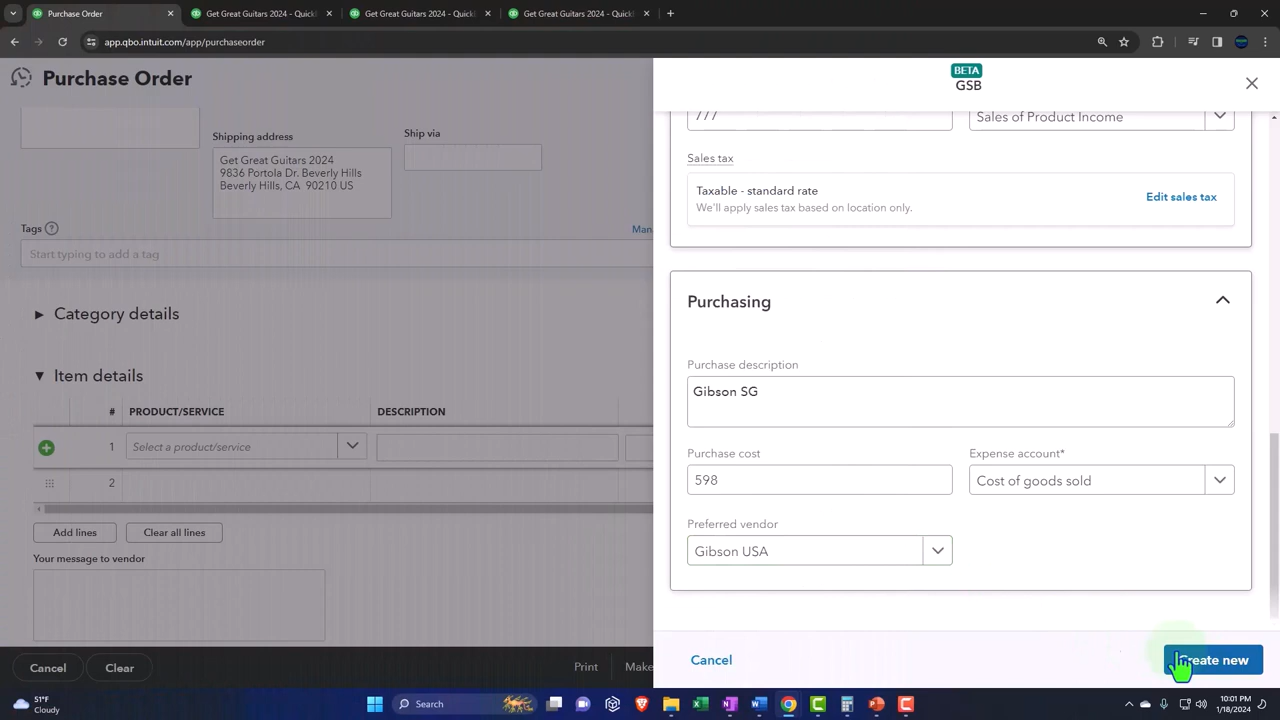 Purchase Order
Get Great Guitars 2024 - Quick
Get Great Guitars 2024 - Quick
Get Great Guitars 2024 - Quick
app.qbo.intuit.com/app/purchaseorder
Purchase Order
Shipping address
Ship via
Get Great Guitars 2024
9836 Portola Dr. Beverly Hills
Beverly Hills, CA 90210 US
Tags
Mana
Start typing to add a tag
Category details
Item details
# PRODUCT/SERVICE DESCRIPTION
1 Select a product/service
2
Add lines
Clear all lines
Your message to vendor
Cancel
Clear
Print
Make
BETA
GSB
777
Sales of Product Income
Sales tax
Taxable - standard rate
We'll apply sales tax based on location only.
Edit sales tax
Purchasing
Purchase description
Gibson SG
Purchase cost
Expense account*
598
Cost of goods sold
Preferred vendor
Gibson USA
Cancel
Create new
51°F
Cloudy
Search
10:01 PM
1/18/2024